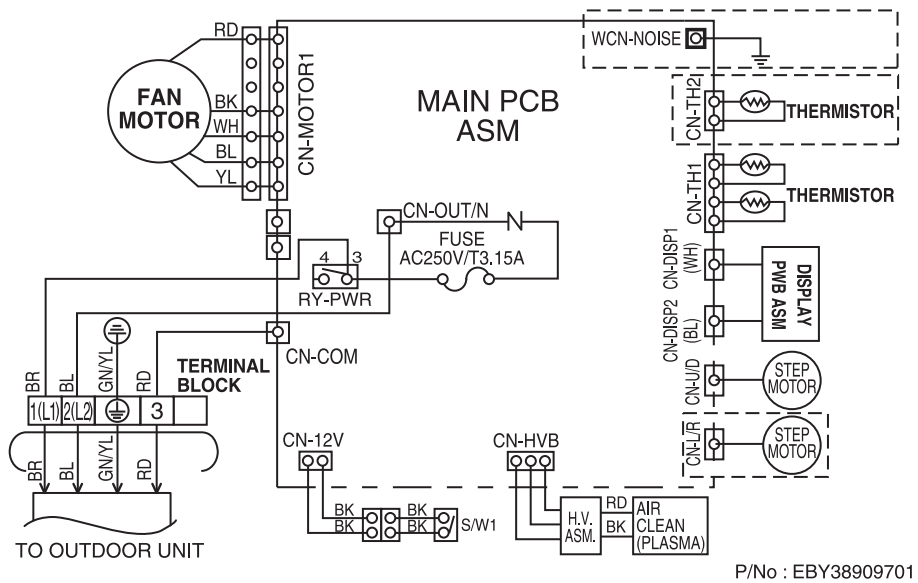 RD
FAN
MOTOR
BK
WH
BL
YL
CN-MOTOR1
MAIN PCB
ASM
WCN-NOISE
CN-TH2
THERMISTOR
CN-TH1
THERMISTOR
CN-OUT/N
N
FUSE
AC250V/T3.15A
4 3
RY-PWR
CN-DISP1
(WH)
CN-DISP2
(BL)
DISPLAY
PWB ASM
CN-COM
TERMINAL
BLOCK
BR
BL
GN/YL
RD
1(L1) 2(L2) 3
BR
BL
GN/YL
RD
TO OUTDOOR UNIT
CN-U/D
STEP
MOTOR
CN-L/R
STEP
MOTOR
CN-12V
BK BK
BK BK
S/W1
CN-HVB
H.V.
ASM.
RD
BK
AIR
CLEAN
(PLASMA)
P/No : EBY38909701